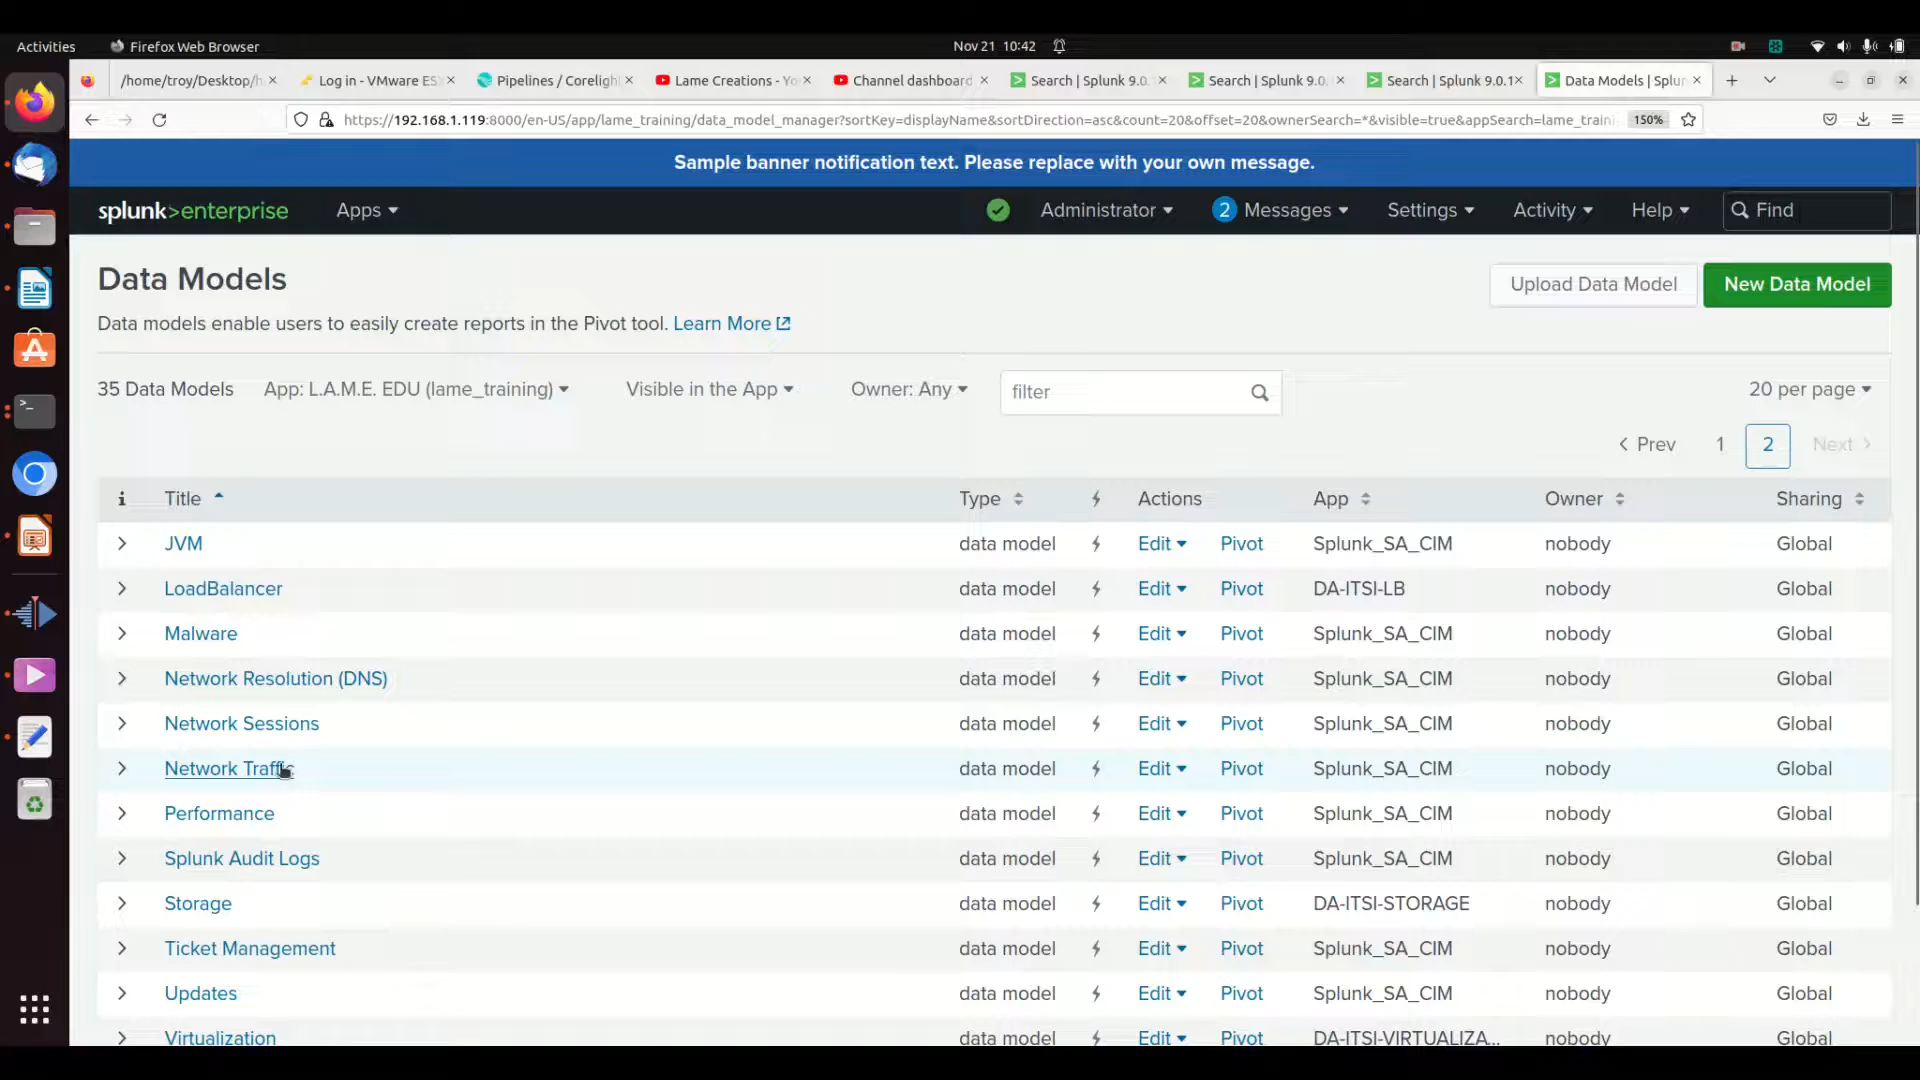 Activities
Firefox Web Browser
Nov 21 10:42
/home/troy/Desktop/h
Log in - VMware ES
Pipelines / Coreligh
Lame Creations - Yo
Channel dashboard
Search | Splunk 9.0.
Search | Splunk 9.0.
Search | Splunk 9.0.1
Data Models | Splun
https://192.168.1.119:8000/en-US/app/lame_training/data_model_manager?sortKey=displayName&sortDirection=asc&count=20&offset=20&ownerSearch=*&visible=true&appSearch=lame_traini
150%
Sample banner notification text. Please replace with your own message.
splunk>enterprise
Apps
Administrator
2
Messages
Settings
Activity
Help
Find
Data Models
Upload Data Model
New Data Model
Data models enable users to easily create reports in the Pivot tool. Learn More
35 Data Models
App: L.A.M.E. EDU (lame_training)
Visible in the App
Owner: Any
filter
20 per page
Prev 1 2 Next
i Title Type Actions App Owner Sharing
JVM data model Edit Pivot Splunk_SA_CIM nobody Global
LoadBalancer data model Edit Pivot DA-ITSI-LB nobody Global
Malware data model Edit Pivot Splunk_SA_CIM nobody Global
Network Resolution (DNS) data model Edit Pivot Splunk_SA_CIM nobody Global
Network Sessions data model Edit Pivot Splunk_SA_CIM nobody Global
Network Traffic data model Edit Pivot Splunk_SA_CIM nobody Global
Performance data model Edit Pivot Splunk_SA_CIM nobody Global
Splunk Audit Logs data model Edit Pivot Splunk_SA_CIM nobody Global
Storage data model Edit Pivot DA-ITSI-STORAGE nobody Global
Ticket Management data model Edit Pivot Splunk_SA_CIM nobody Global
Updates data model Edit Pivot Splunk_SA_CIM nobody Global
Virtualization data model Edit Pivot DA-ITSI-VIRTUALIZA... nobody Global